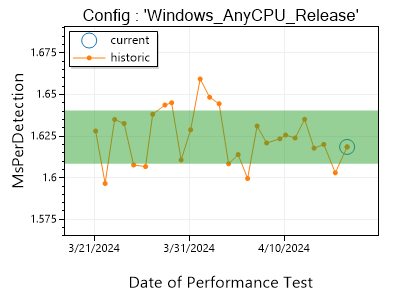 Config : 'Windows_AnyCPU_Release'
current
historic
MsPerDetection
1.675
1.65
1.625
1.6
1.575
3/21/2024
3/31/2024
4/10/2024
Date of Performance Test